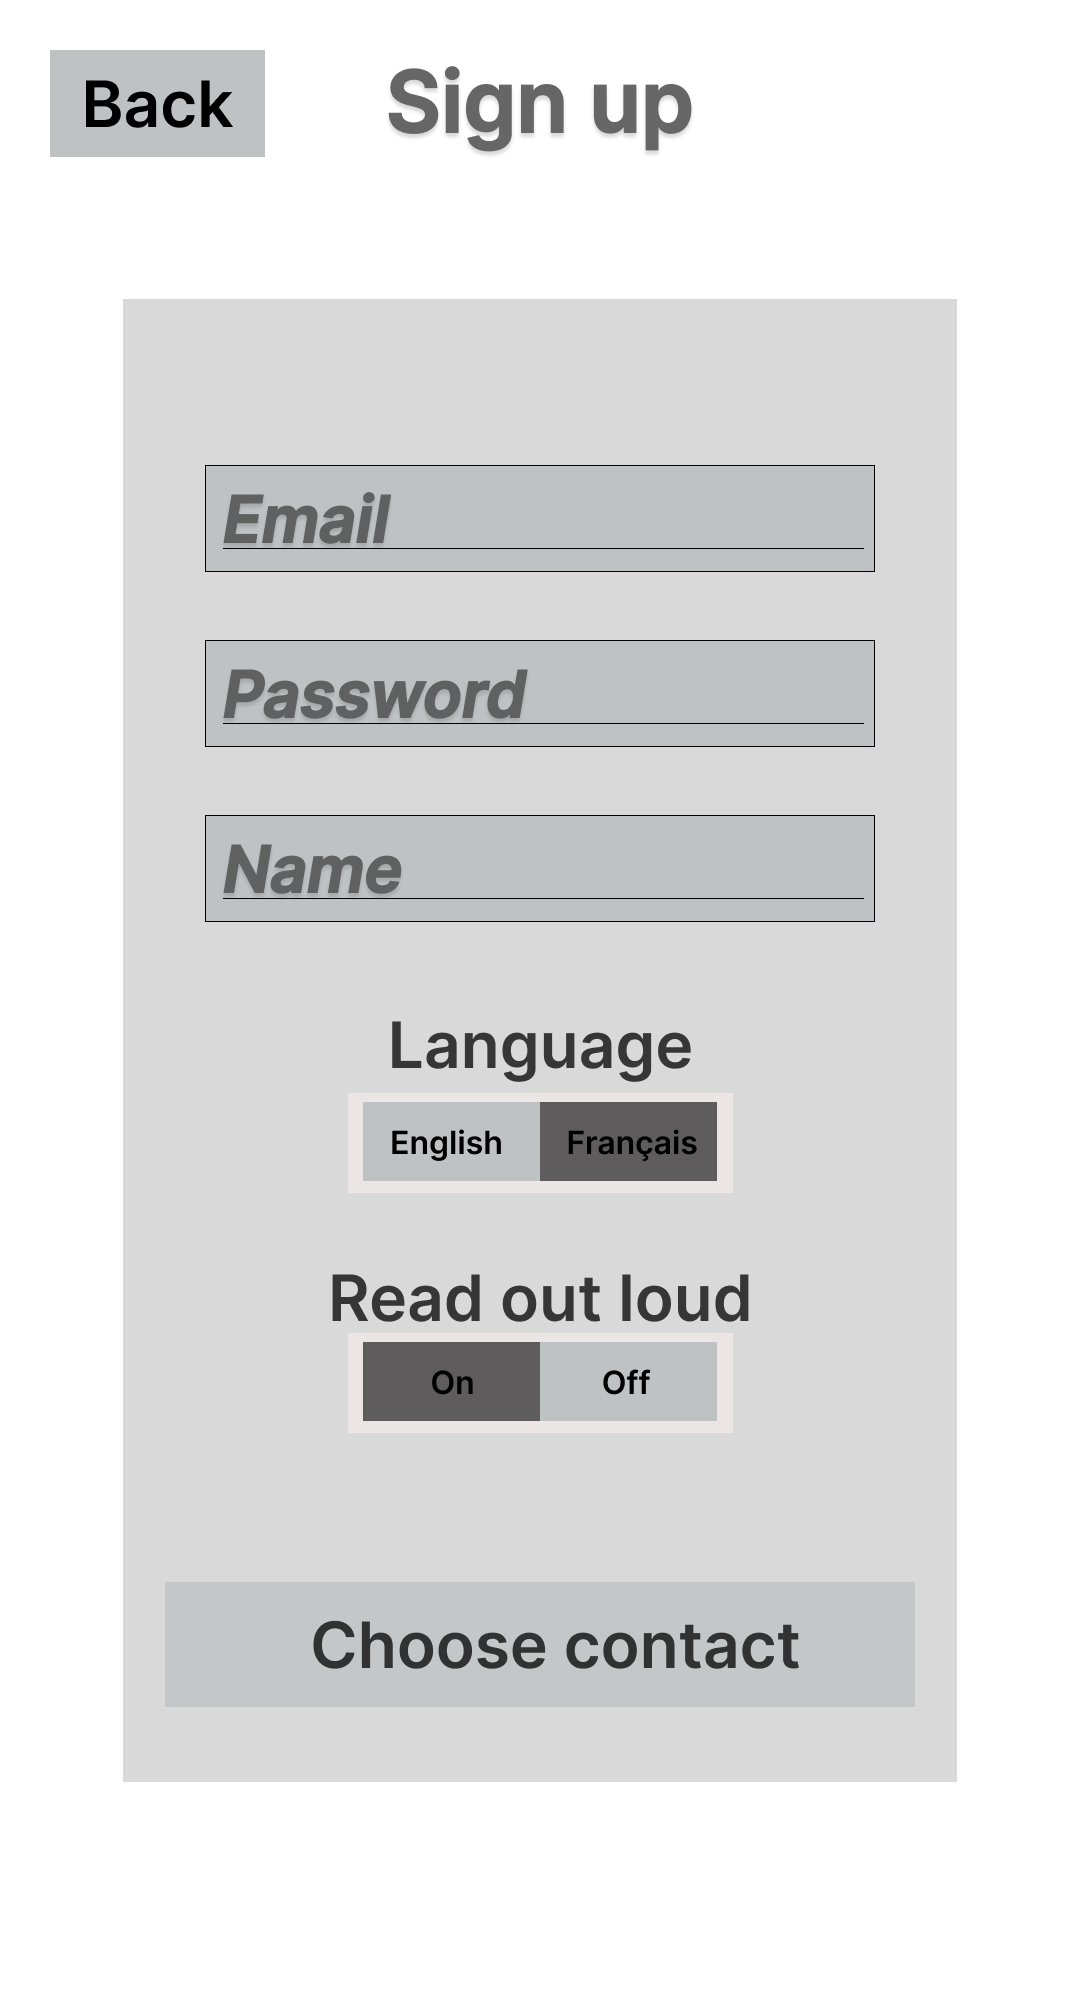 Back
Sign up
Email
Password
Name
Language
English Français
Read out loud
On Off
Choose contact